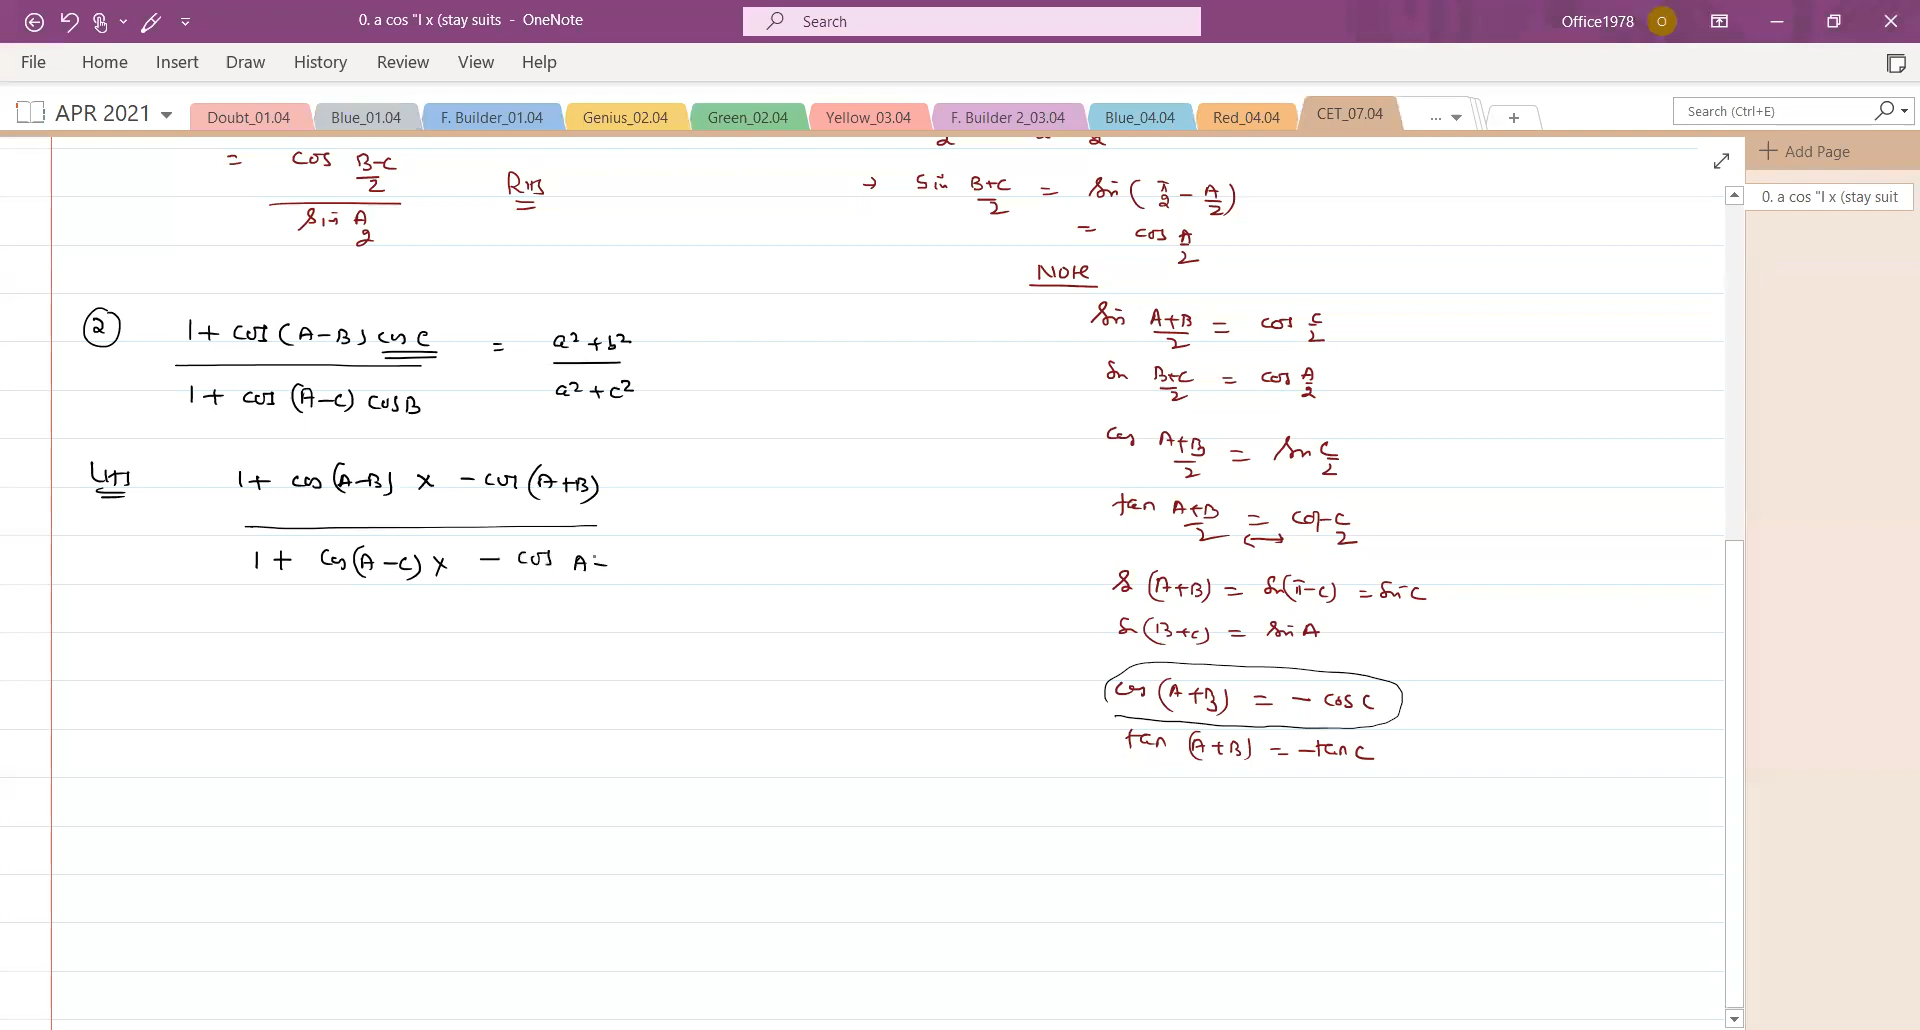 0. a cos "I x (stay suits - OneNote
Search
Office1978
O
File Home Insert Draw History Review View Help
APR 2021
Doubt_01.04 Blue_01.04 F. Builder_01.04 Genius_02.04 Green_02.04 Yellow_03.04 F. Builder 2_03.04 Blue_04.04 Red_04.04 CET_07.04 ... +
Search (Ctrl+E)
Add Page
0. a cos "I x (stay suit
= cos (B-C)/2 / sin A/2 RHS
→ sin (B+C)/2 = sin(π/2 - A/2)
= cos A/2
Note
sin (A+B)/2 = cos C/2
sin (B+C)/2 = cos A/2
cos (A+B)/2 = sin C/2
tan (A+B)/2 = cot C/2
s (A+B) = sin(π-C) = sin C
sin (B+C) = sin A
cos (A+B) = - cos C
tan (A+B) = -tan C
② 1 + cos(A-B) cos C / 1 + cos (A-C) cos B = a² + b² / a² + c²
LHS 1 + cos(A-B) x - cos(A+B)
1 + cos(A-C) x - cos A -